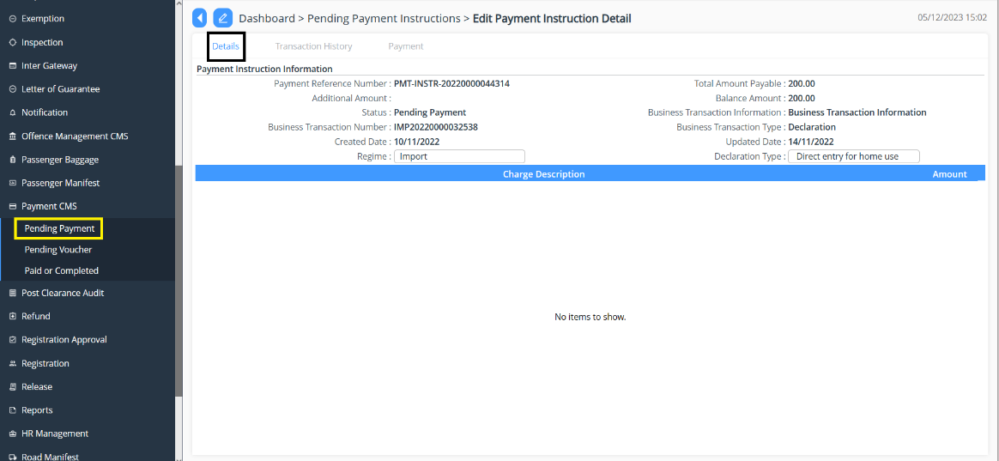 Exemption
Inspection
Inter Gateway
Letter of Guarantee
Notification
Offence Management CMS
Passenger Baggage
Passenger Manifest
Payment CMS
Pending Payment
Pending Voucher
Paid or Completed
Post Clearance Audit
Refund
Registration Approval
Registration
Release
Reports
HR Management
Road Manifest
Dashboard > Pending Payment Instructions > Edit Payment Instruction Detail
05/12/2023 15:02
Details Transaction History Payment
Payment Instruction Information
Payment Reference Number : PMT-INSTR-20220000044314 Total Amount Payable : 200.00
Additional Amount : Balance Amount : 200.00
Status : Pending Payment Business Transaction Information : Business Transaction Information
Business Transaction Number : IMP20220000032538 Business Transaction Type : Declaration
Created Date : 10/11/2022 Updated Date : 14/11/2022
Regime : Import Declaration Type : Direct entry for home use
Charge Description Amount
No items to show.